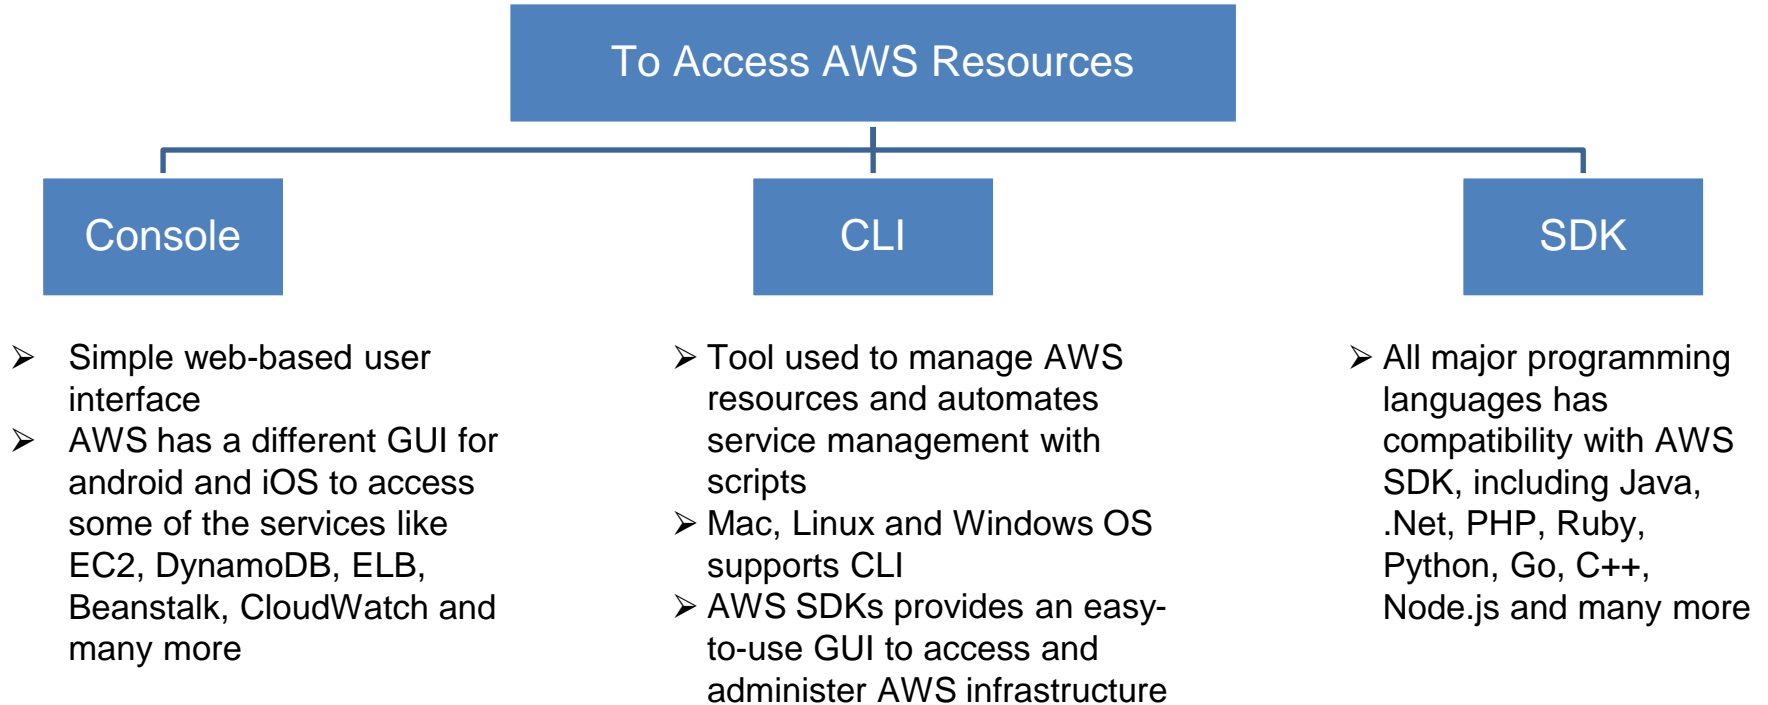 To Access AWS Resources
Console
CLI
SDK
➢ Simple web-based user
interface
➢ AWS has a different GUI for
android and iOS to access
some of the services like
EC2, DynamoDB, ELB,
Beanstalk, CloudWatch and
many more
➢ Tool used to manage AWS
resources and automates
service management with
scripts
➢ Mac, Linux and Windows OS
supports CLI
➢ AWS SDKs provides an easy-
to-use GUI to access and
administer AWS infrastructure
➢ All major programming
languages has
compatibility with AWS
SDK, including Java,
.Net, PHP, Ruby,
Python, Go, C++,
Node.js and many more